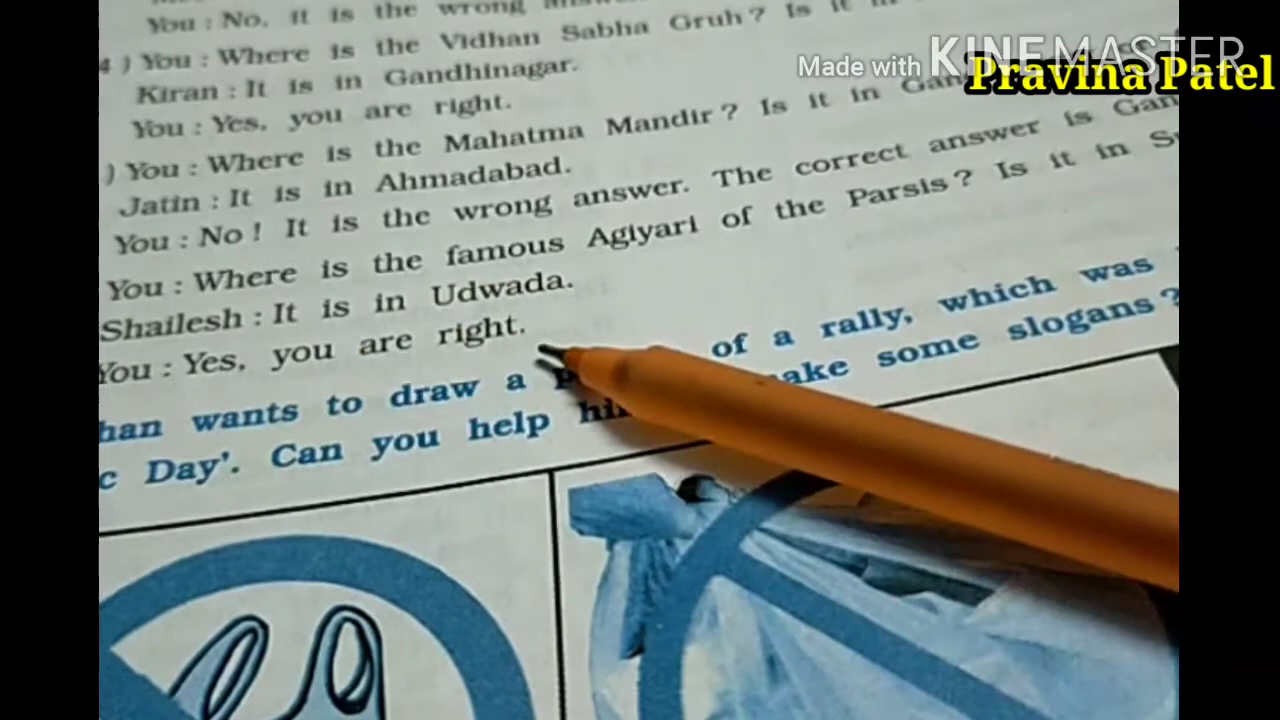 You : No, it is the wrong
4 ) You : Where is the Vidhan Sabha Gruh ? Is it in
Kiran : It is in Gandhinagar.
You : Yes, you are right.
) You : Where is the Mahatma Mandir ? Is it in
Jatin : It is in Ahmadabad.
You : No ! It is the wrong answer. The correct answer is
You : Where is the famous Agiyari of the Parsis ? Is it in
Shailesh : It is in Udwada.
You : Yes, you are right.
wants to draw a of a rally, which was
Day'. Can you help some slogans ?
Made with KINEMASTER
Pravina Patel